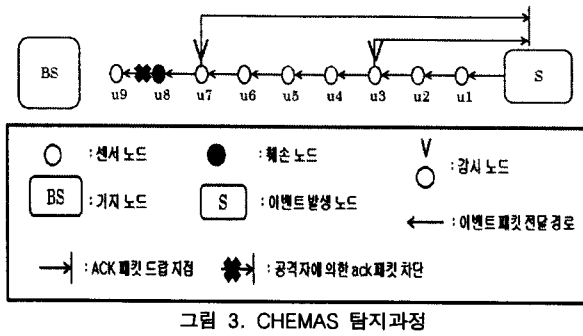 BS u9 u8 u7 u6 u5 u4 u3 u2 u1 S
: 센서 노드 : 훼손 노드 : 감시 노드
BS : 기지 노드 S : 이벤트 발생 노드 : 이벤트 패킷 전달 경로
: ACK 패킷 드랍 지점 : 공격자에 의한 ack 패킷 차단
그림 3. CHEMAS 탐지과정